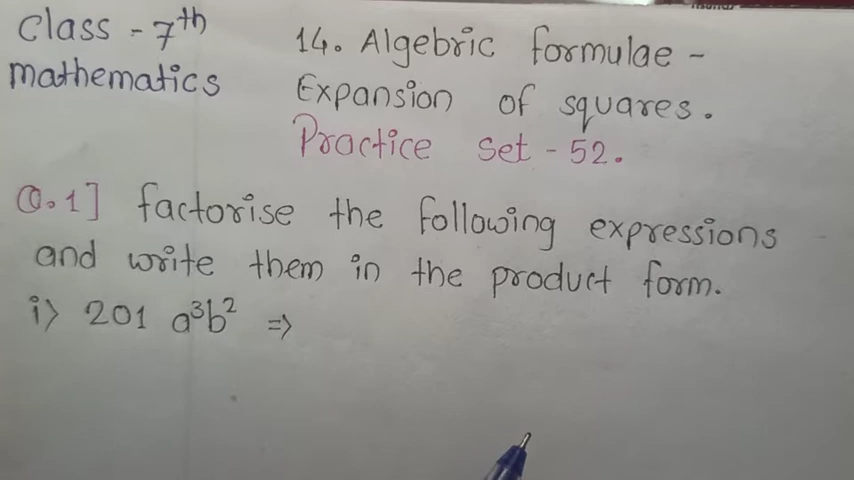 Class - 7th
mathematics
14. Algebric formulae -
Expansion of squares.
Practice set - 52.
Q.1] factorise the following expressions
and write them in the product form.
i) 201 a³b² ⇒